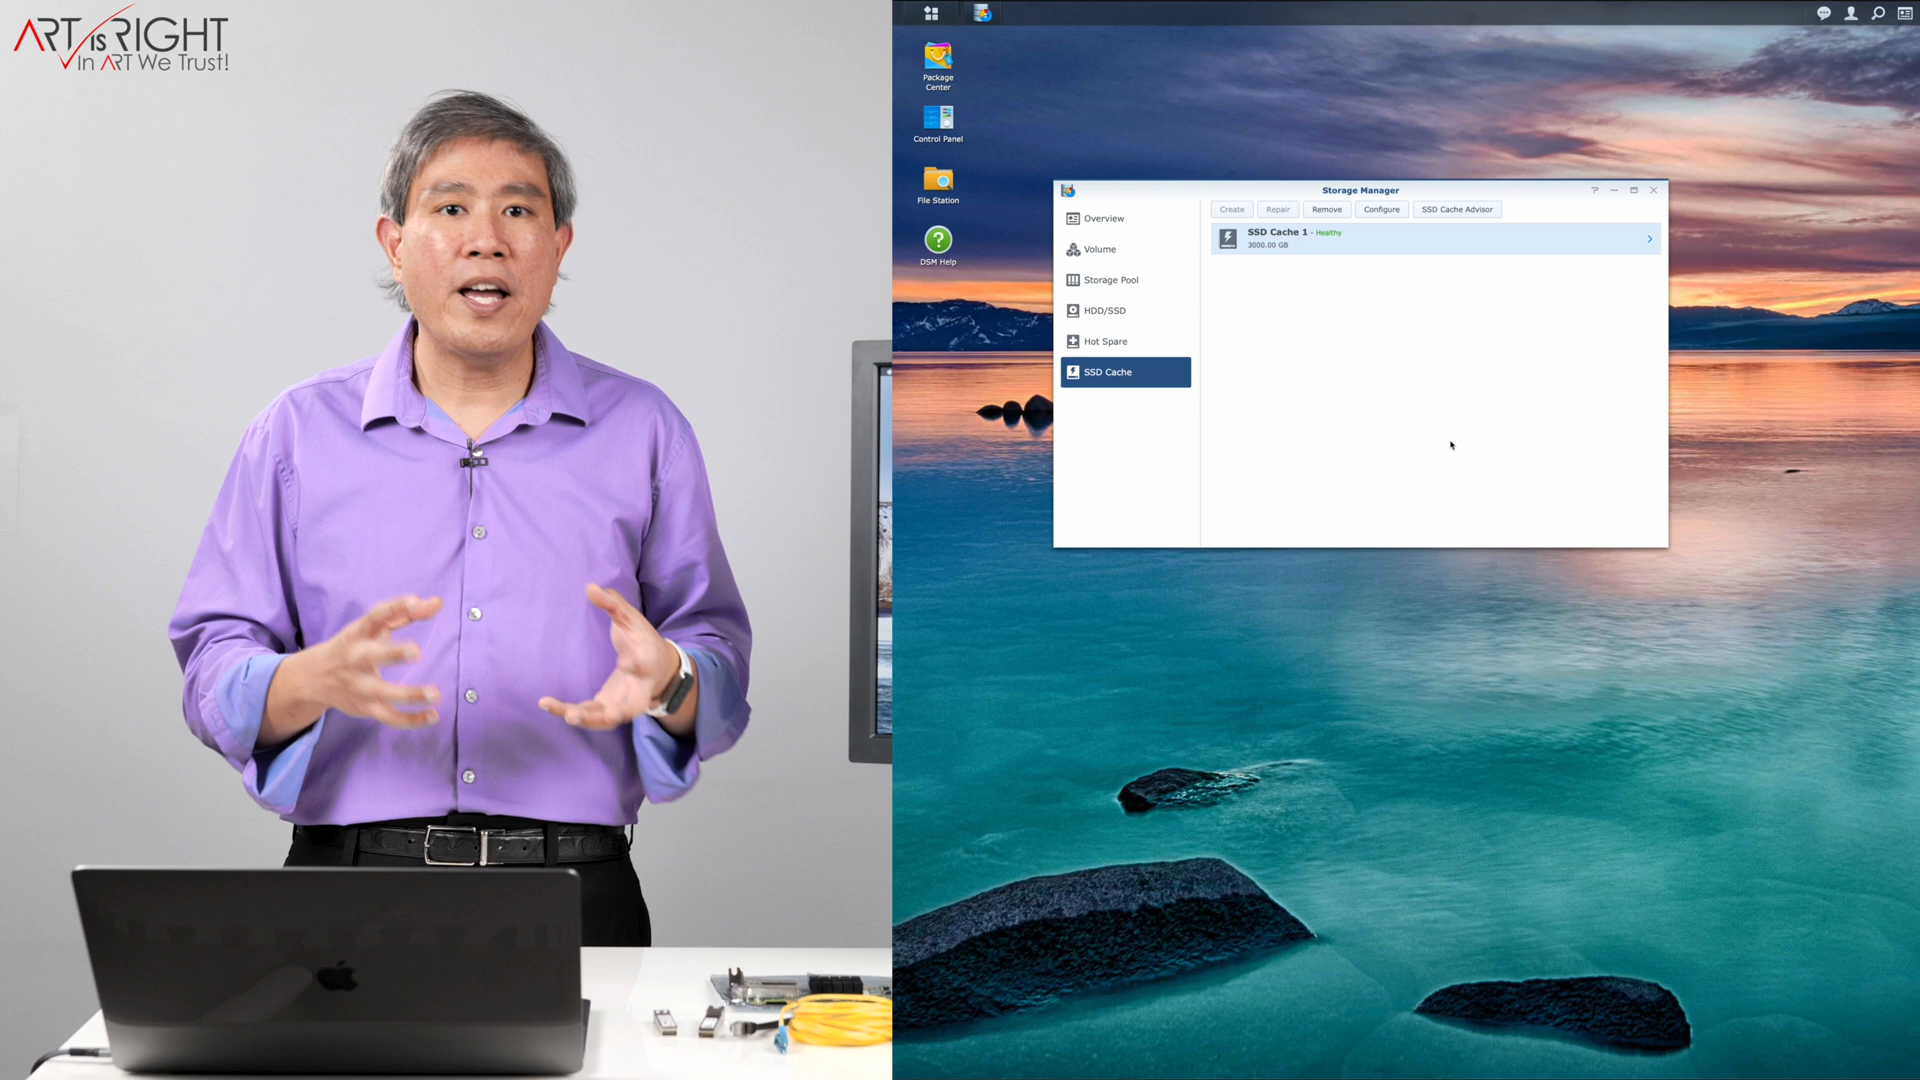 ART is RIGHT
In ART We Trust!
Package
Center
Control Panel
File Station
DSM Help
Storage Manager
Overview
Volume
Storage Pool
HDD/SSD
Hot Spare
SSD Cache
Create
Repair
Remove
Configure
SSD Cache Advisor
SSD Cache 1 - Healthy
3000.00 GB